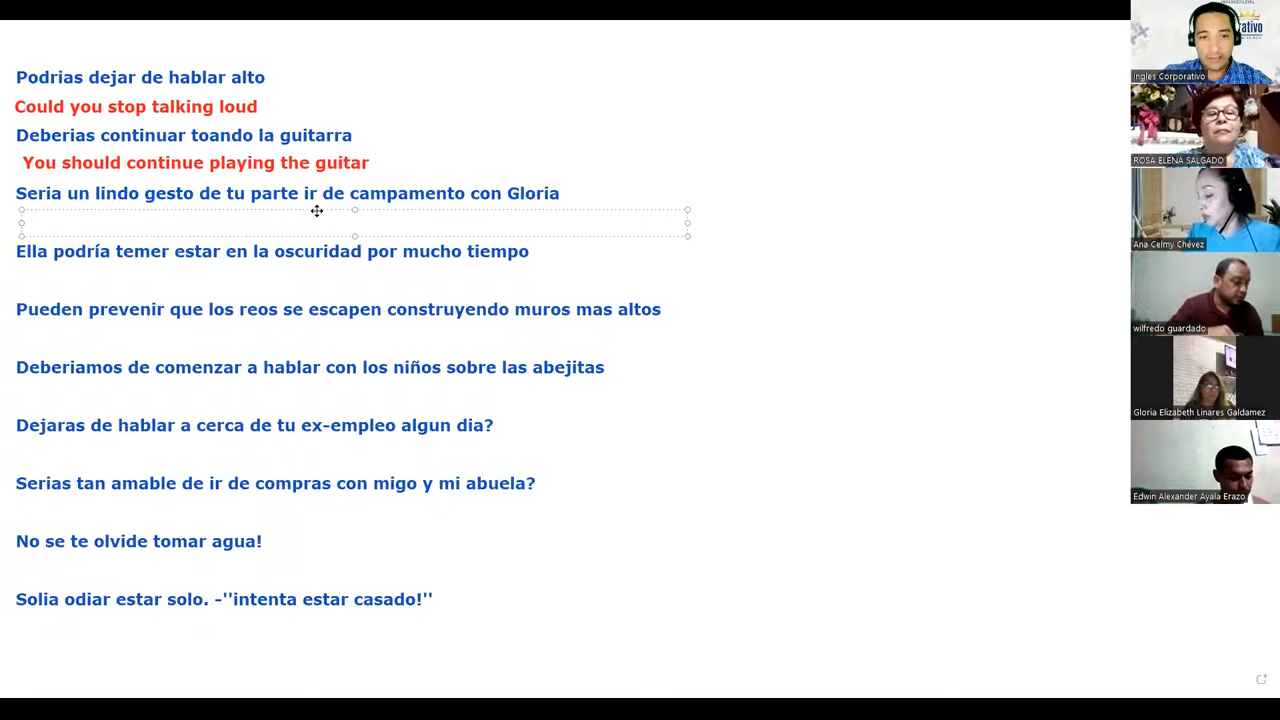 Podrias dejar de hablar alto
Could you stop talking loud
Deberias continuar toando la guitarra
You should continue playing the guitar
Seria un lindo gesto de tu parte ir de campamento con Gloria
Ella podría temer estar en la oscuridad por mucho tiempo
Pueden prevenir que los reos se escapen construyendo muros mas altos
Deberiamos de comenzar a hablar con los niños sobre las abejitas
Dejaras de hablar a cerca de tu ex-empleo algun dia?
Serias tan amable de ir de compras con migo y mi abuela?
No se te olvide tomar agua!
Solia odiar estar solo. -''intenta estar casado!''
Ingles Corporativo
ROSA ELENA SALGADO
Ana Celmy Chévez
wilfredo guardado
Gloria Elizabeth Linares Galdamez
Edwin Alexander Ayala Erazo